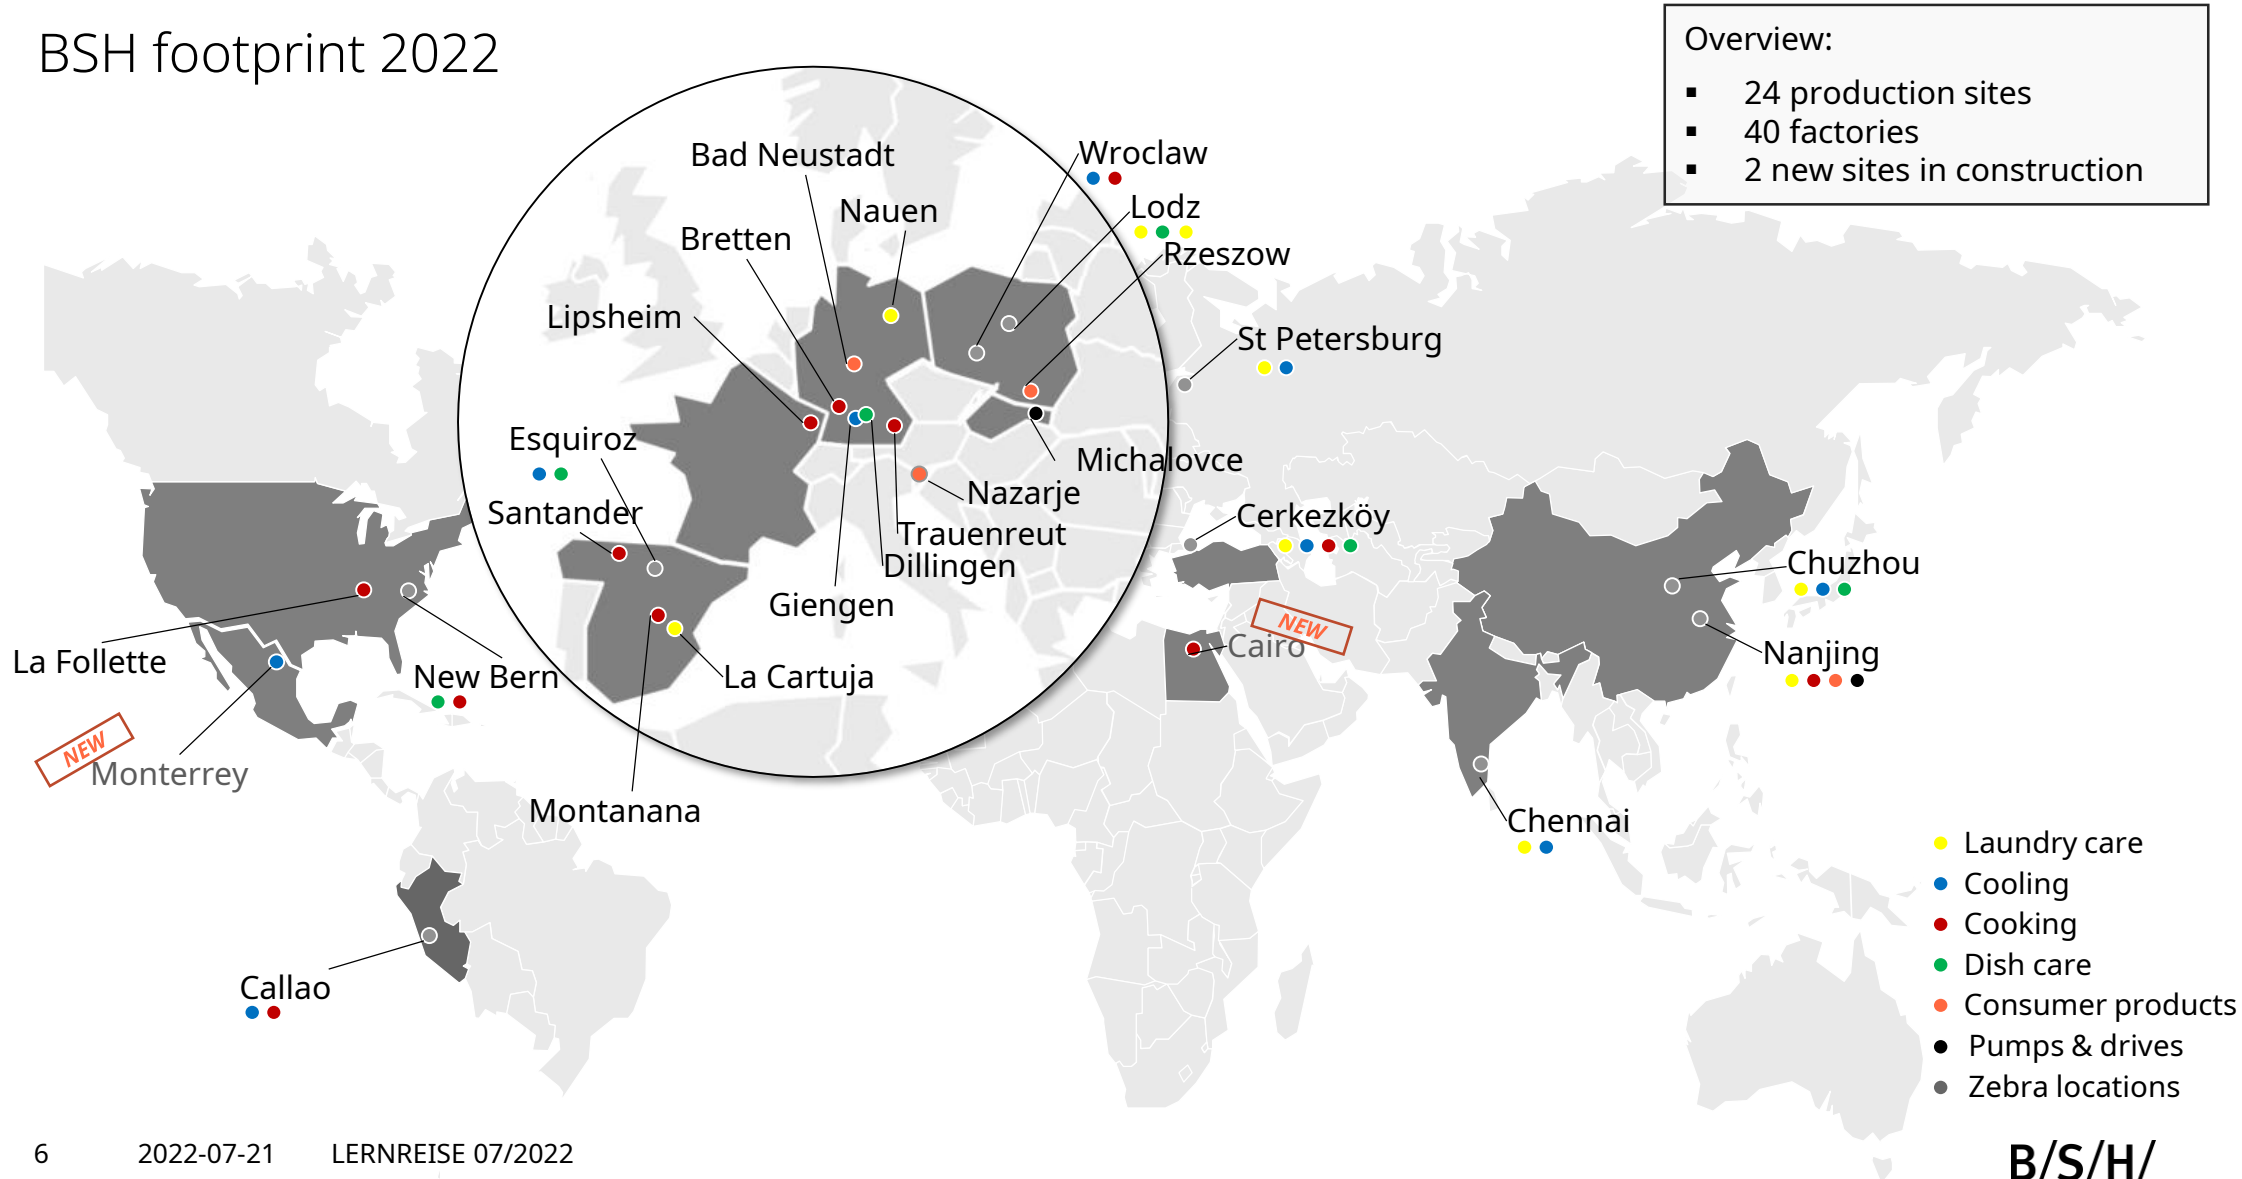 BSH footprint 2022
Overview:
▪ 24 production sites
▪ 40 factories
▪ 2 new sites in construction
Bad Neustadt
Wroclaw
Nauen
Lodz
Bretten
Rzeszow
Lipsheim
St Petersburg
Esquiroz
Michalovce
Nazarje
Santander
Cerkezköy
Trauenreut
Dillingen
Chuzhou
Giengen
NEW
Cairo
Nanjing
La Follette
New Bern
La Cartuja
NEW
Monterrey
Montanana
Chennai
Callao
Laundry care
Cooling
Cooking
Dish care
Consumer products
Pumps & drives
Zebra locations
6 2022-07-21 LERNREISE 07/2022
B/S/H/